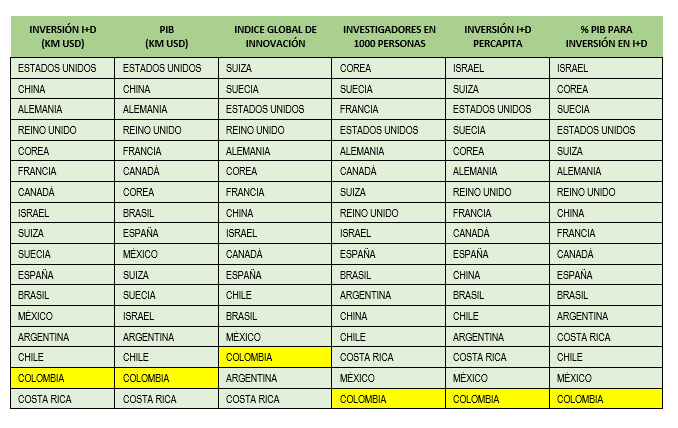 INVERSIÓN I+D (KM USD) PIB (KM USD) INDICE GLOBAL DE INNOVACIÓN INVESTIGADORES EN 1000 PERSONAS INVERSIÓN I+D PERCAPITA % PIB PARA INVERSIÓN EN I+D
ESTADOS UNIDOS ESTADOS UNIDOS SUIZA COREA ISRAEL ISRAEL
CHINA CHINA SUECIA SUECIA SUIZA COREA
ALEMANIA ALEMANIA ESTADOS UNIDOS FRANCIA ESTADOS UNIDOS SUECIA
REINO UNIDO REINO UNIDO REINO UNIDO ESTADOS UNIDOS SUECIA ESTADOS UNIDOS
COREA FRANCIA ALEMANIA ALEMANIA COREA SUIZA
FRANCIA CANADÁ COREA CANADÁ ALEMANIA ALEMANIA
CANADÁ COREA FRANCIA SUIZA REINO UNIDO REINO UNIDO
ISRAEL BRASIL CHINA REINO UNIDO FRANCIA CHINA
SUIZA ESPAÑA ISRAEL ISRAEL CANADÁ FRANCIA
SUECIA MÉXICO CANADÁ ESPAÑA ESPAÑA CANADÁ
ESPAÑA SUIZA ESPAÑA BRASIL CHINA ESPAÑA
BRASIL SUECIA CHILE ARGENTINA BRASIL BRASIL
MÉXICO ISRAEL BRASIL CHINA ARGENTINA COSTA RICA
ARGENTINA ARGENTINA MÉXICO CHILE CHILE ARGENTINA
CHILE CHILE COLOMBIA COSTA RICA COSTA RICA CHILE
COLOMBIA COLOMBIA ARGENTINA MÉXICO MÉXICO MÉXICO
COSTA RICA COSTA RICA COSTA RICA COLOMBIA COLOMBIA COLOMBIA